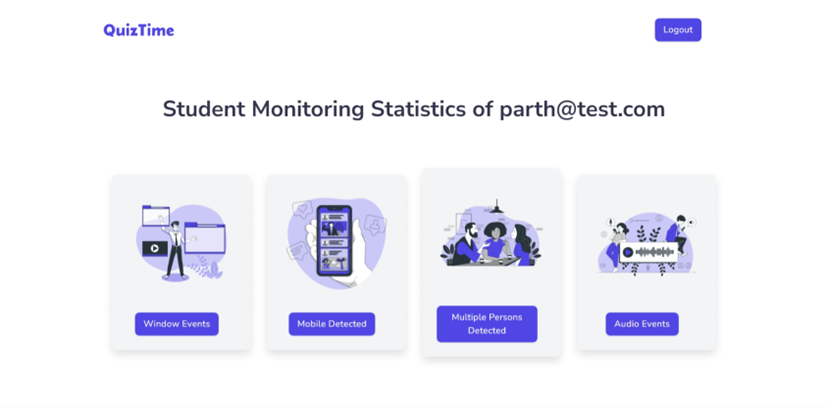 QuizTime
Logout
Student Monitoring Statistics of parth@test.com
Window Events
Mobile Detected
Multiple Persons
Detected
Audio Events